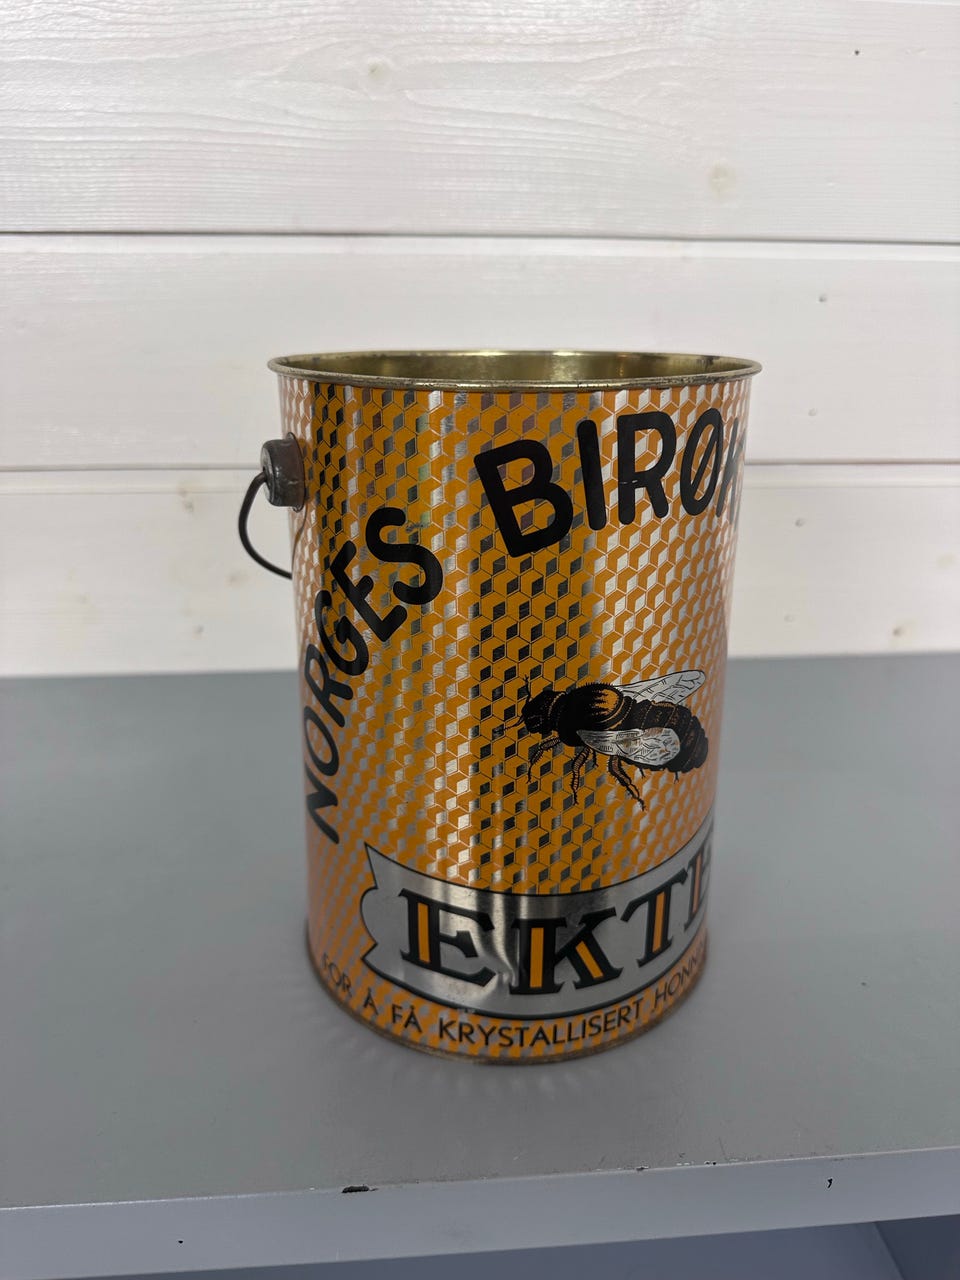 NORGES BIRØK
EKTE
FOR Å FÅ KRYSTALLISERT HONN